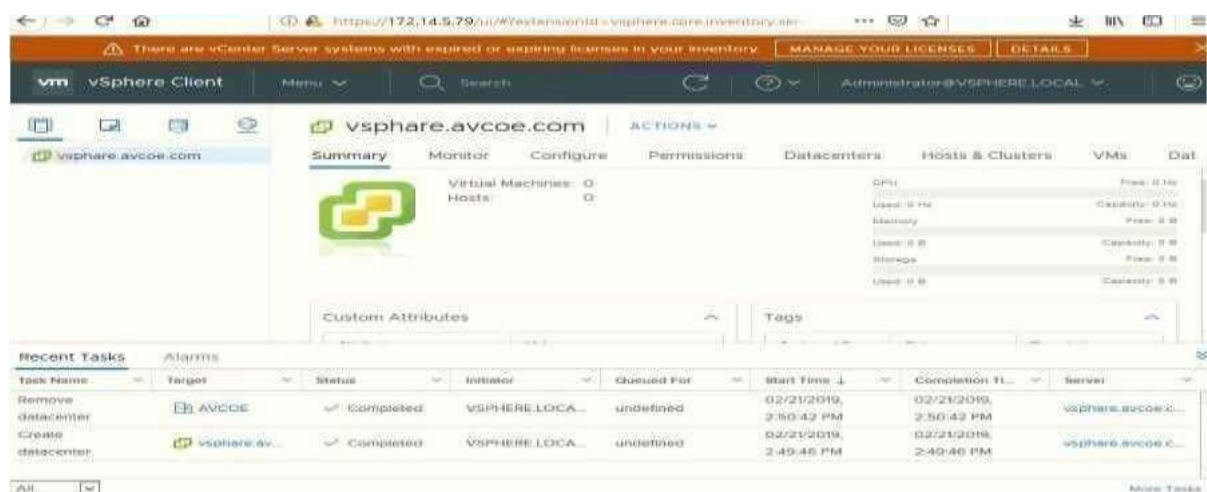 https://172.14.5.79/ui/#?extensionId=vsphere.core.inventory.ser
There are vCenter Server systems with expired or expiring licenses in your inventory MANAGE YOUR LICENSES DETAILS
vm vSphere Client Menu Search Administrator@VSPHERE.LOCAL
vsphare.avcoe.com
vsphare.avcoe.com ACTIONS
Summary Monitor Configure Permissions Datacenters Hosts & Clusters VMs Dat
Virtual Machines: 0
Hosts: 0
CPU Free: 0 Hz
Used: 0 Hz Capacity: 0 Hz
Memory Free: 0 B
Used: 0 B Capacity: 0 B
Storage Free: 0 B
Used: 0 B Capacity: 0 B
Custom Attributes
Tags
Recent Tasks Alarms
Task Name Target Status Initiator Queued For Start Time ↓ Completion Ti... Server
Remove datacenter AVCOE Completed VSPHERE.LOCA... undefined 02/21/2019, 2:50:42 PM 02/21/2019, 2:50:42 PM vsphare.avcoe.c...
Create datacenter vsphare.av... Completed VSPHERE.LOCA... undefined 02/21/2019, 2:49:46 PM 02/21/2019, 2:49:46 PM vsphare.avcoe.c...
All More Tasks